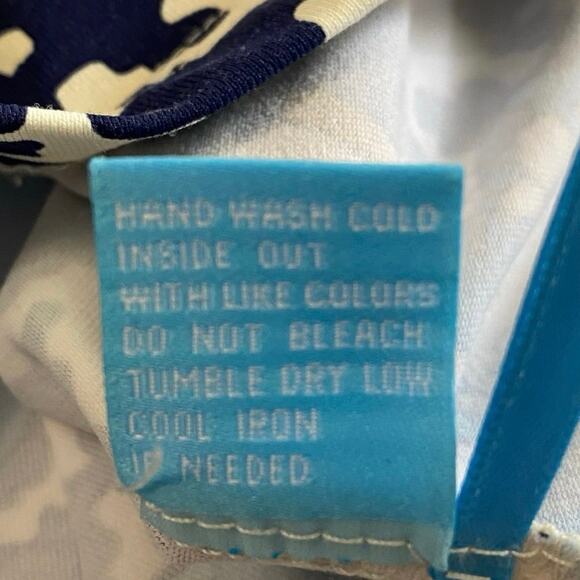 HAND WASH COLD
INSIDE OUT
WITH LIKE COLORS
DO NOT BLEACH
TUMBLE DRY LOW
COOL IRON
IF NEEDED